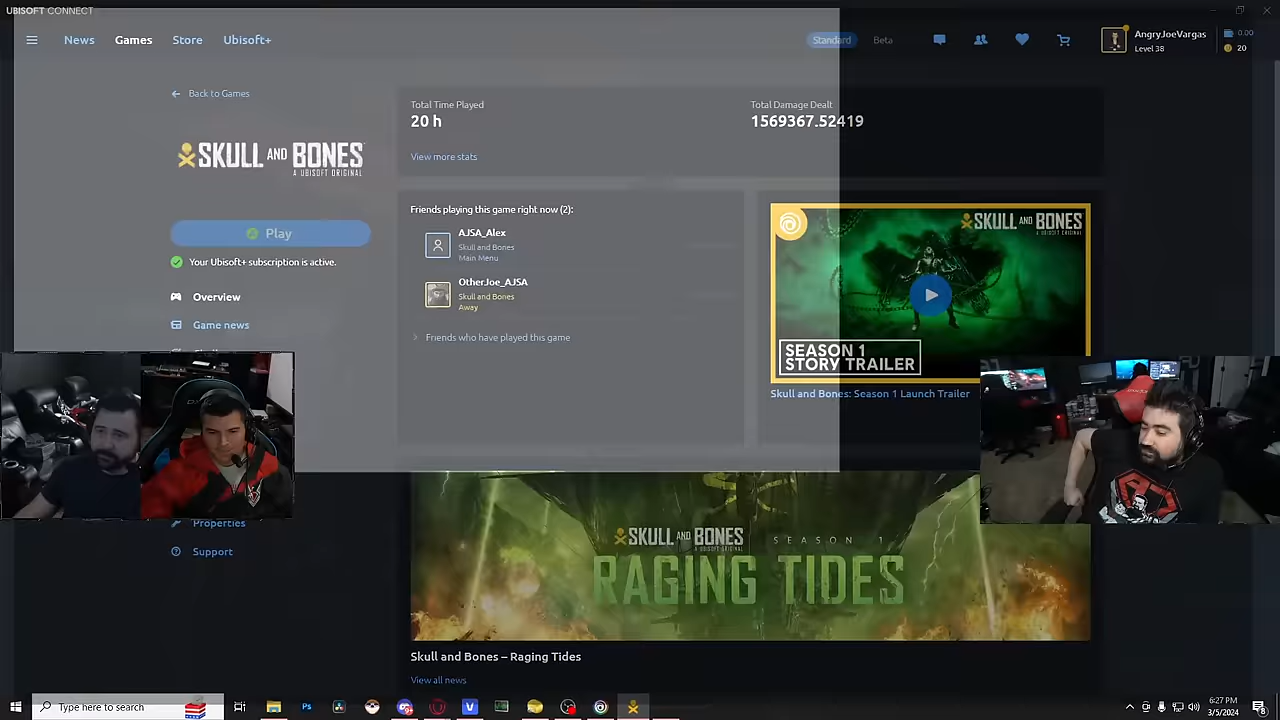 UBISOFT CONNECT
News
Games
Store
Ubisoft+
Standard
Beta
AngryJoeVargas
Level 38
0.00
20
Back to Games
SKULL AND BONES
A UBISOFT ORIGINAL
Play
Your Ubisoft+ subscription is active.
Overview
Game news
Properties
Support
Total Time Played
20 h
View more stats
Total Damage Dealt
1569367.52419
Friends playing this game right now (2):
AJSA_Alex
Skull and Bones
Main Menu
OtherJoe_AJSA
Skull and Bones
Away
Friends who have played this game
SKULL AND BONES
A UBISOFT ORIGINAL
SEASON 1
STORY TRAILER
Skull and Bones: Season 1 Launch Trailer
SKULL AND BONES
A UBISOFT ORIGINAL
SEASON 1
RAGING TIDES
Skull and Bones – Raging Tides
View all news
Type here to search
Ps
6:27 PM
3/5/2024